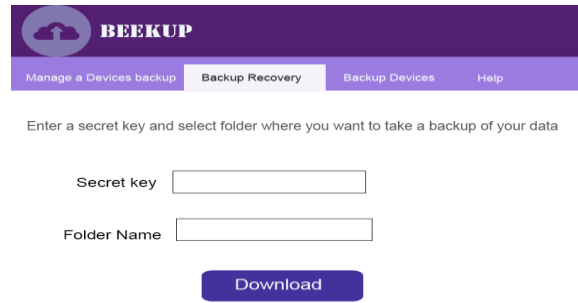 BEEKUP
Manage a Devices backup Backup Recovery Backup Devices Help
Enter a secret key and select folder where you want to take a backup of your data
Secret key
Folder Name
Download